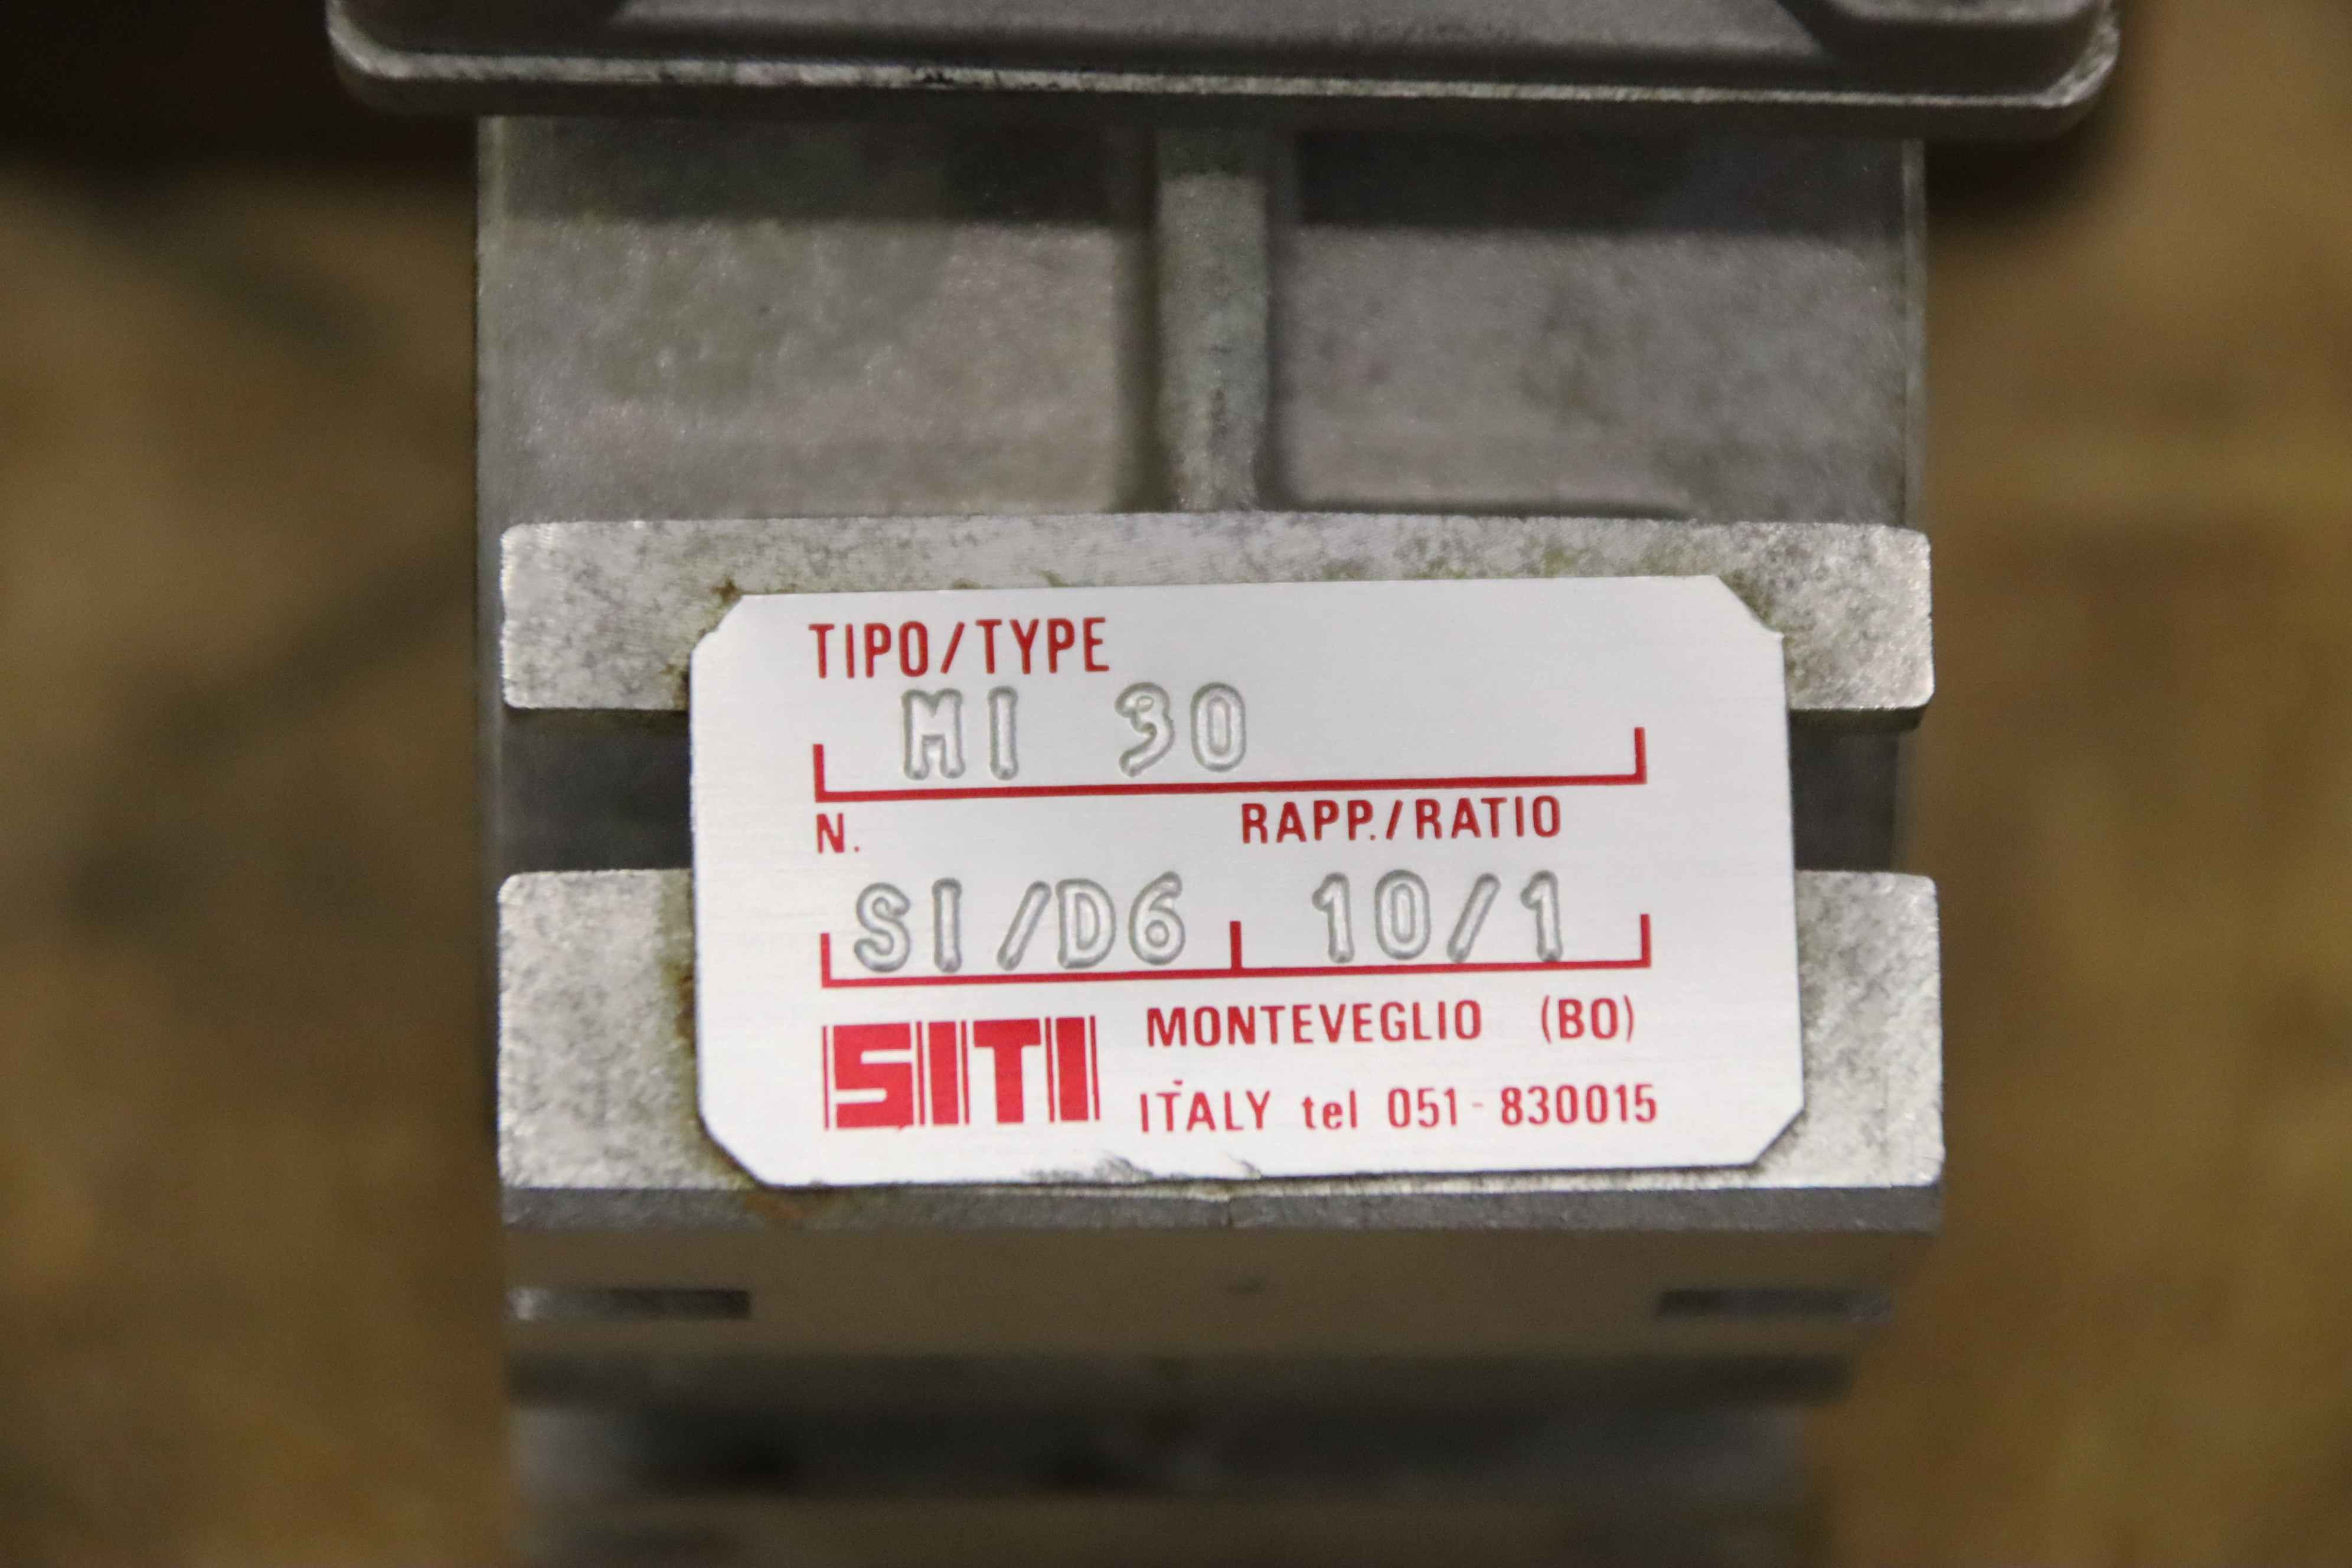 TIPO/TYPE
MI 30
N. RAPP./RATIO
SI/D6 10/1
SITI MONTEVEGLIO (BO)
ITALY tel 051-830015